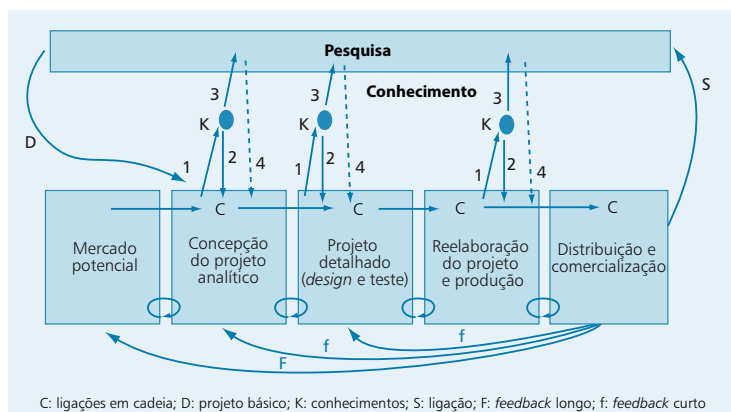 Pesquisa
Conhecimento
S
D
3
K
1
2
4
3
K
1
2
4
3
K
1
2
4
C
C
C
C
Mercado
potencial
Concepção
do projeto
analítico
Projeto
detalhado
(design e teste)
Reelaboração
do projeto
e produção
Distribuição e
comercialização
f
f
F
C: ligações em cadeia; D: projeto básico; K: conhecimentos; S: ligação; F: feedback longo; f: feedback curto